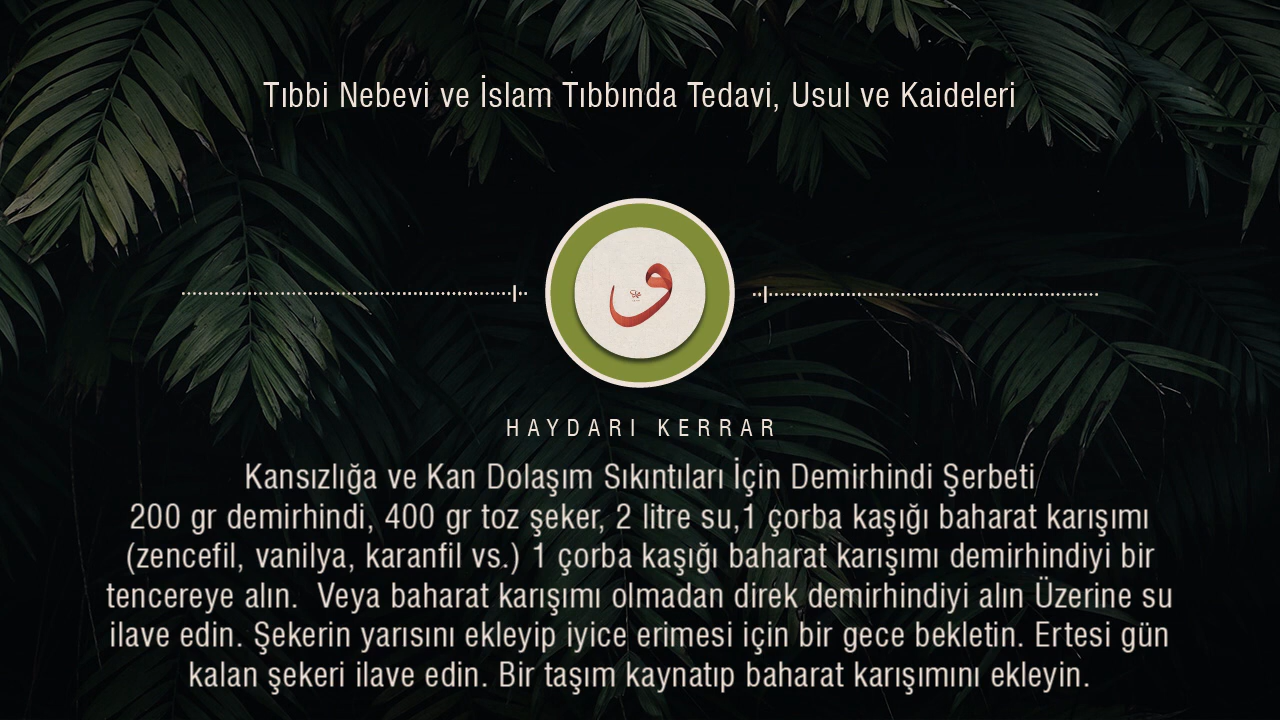 Tıbbi Nebevi ve İslam Tıbbında Tedavi, Usul ve Kaideleri
و
HAYDARI KERRAR
Kansızlığa ve Kan Dolaşım Sıkıntıları İçin Demirhindi Şerbeti
200 gr demirhindi, 400 gr toz şeker, 2 litre su,1 çorba kaşığı baharat karışımı
(zencefil, vanilya, karanfil vs.) 1 çorba kaşığı baharat karışımı demirhindiyi bir
tencereye alın.  Veya baharat karışımı olmadan direk demirhindiyi alın Üzerine su
ilave edin. Şekerin yarısını ekleyip iyice erimesi için bir gece bekletin. Ertesi gün
kalan şekeri ilave edin. Bir taşım kaynatıp baharat karışımını ekleyin.